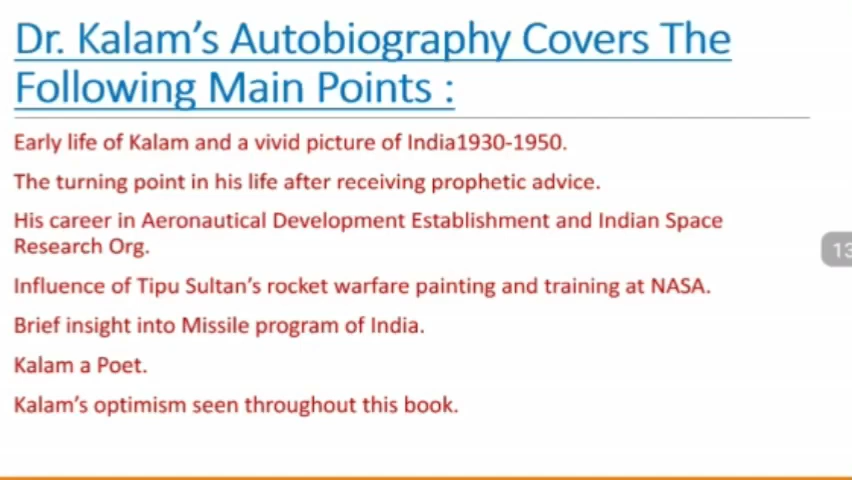 Dr. Kalam's Autobiography Covers The
Following Main Points :
Early life of Kalam and a vivid picture of India1930-1950.
The turning point in his life after receiving prophetic advice.
His career in Aeronautical Development Establishment and Indian Space
Research Org.
Influence of Tipu Sultan's rocket warfare painting and training at NASA.
Brief insight into Missile program of India.
Kalam a Poet.
Kalam's optimism seen throughout this book.